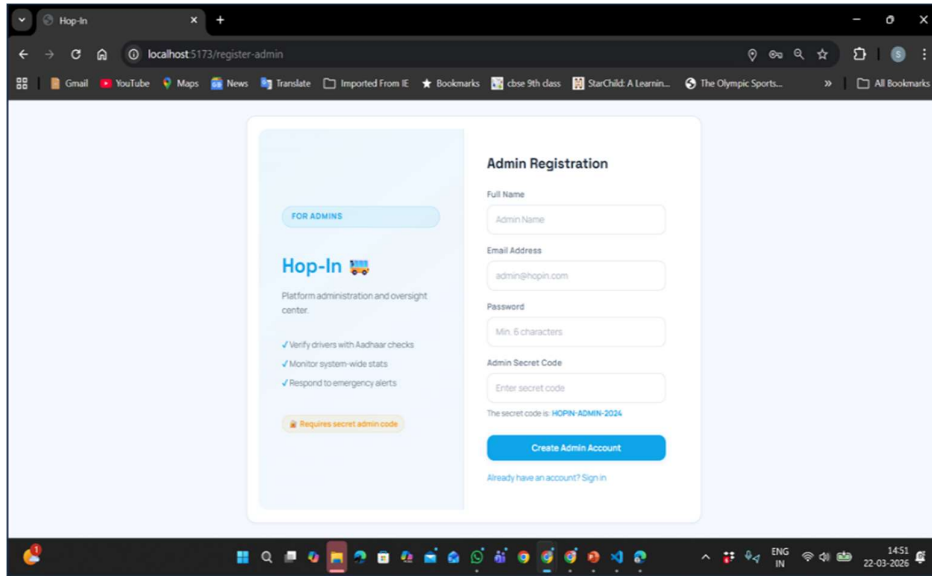 Hop-In
localhost:5173/register-admin
Gmail YouTube Maps News Translate Imported From IE Bookmarks cbse 9th class StarChild: A Learnin... The Olympic Sports... » All Bookmarks
FOR ADMINS
Hop-In
Platform administration and oversight
center.
✓ Verify drivers with Aadhaar checks
✓ Monitor system-wide stats
✓ Respond to emergency alerts
Requires secret admin code
Admin Registration
Full Name
Admin Name
Email Address
admin@hopin.com
Password
Min. 6 characters
Admin Secret Code
Enter secret code
The secret code is: HOPIN-ADMIN-2024
Create Admin Account
Already have an account? Sign in
ENG
IN
14:51
22-03-2026